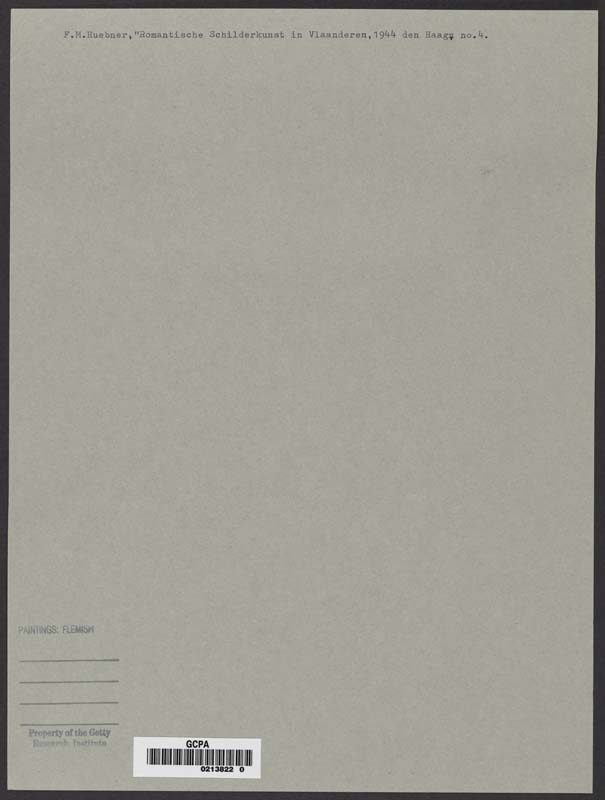 F.M.Huebner,"Romantische Schilderkunst in Vlaanderen,1944 den Haag, no.4.
PAINTINGS: FLEMISH
Property of the Getty
Research Institute
GCPA
0213822 0